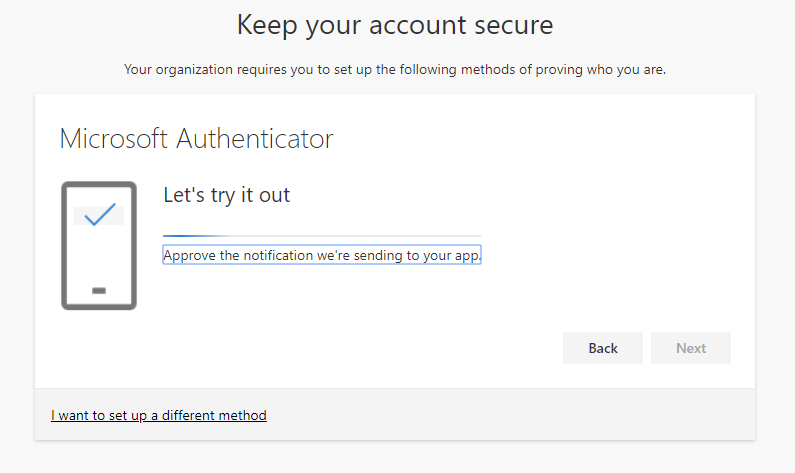 Keep your account secure
Your organization requires you to set up the following methods of proving who you are.
Microsoft Authenticator
Let's try it out
Approve the notification we're sending to your app.
Back
Next
I want to set up a different method